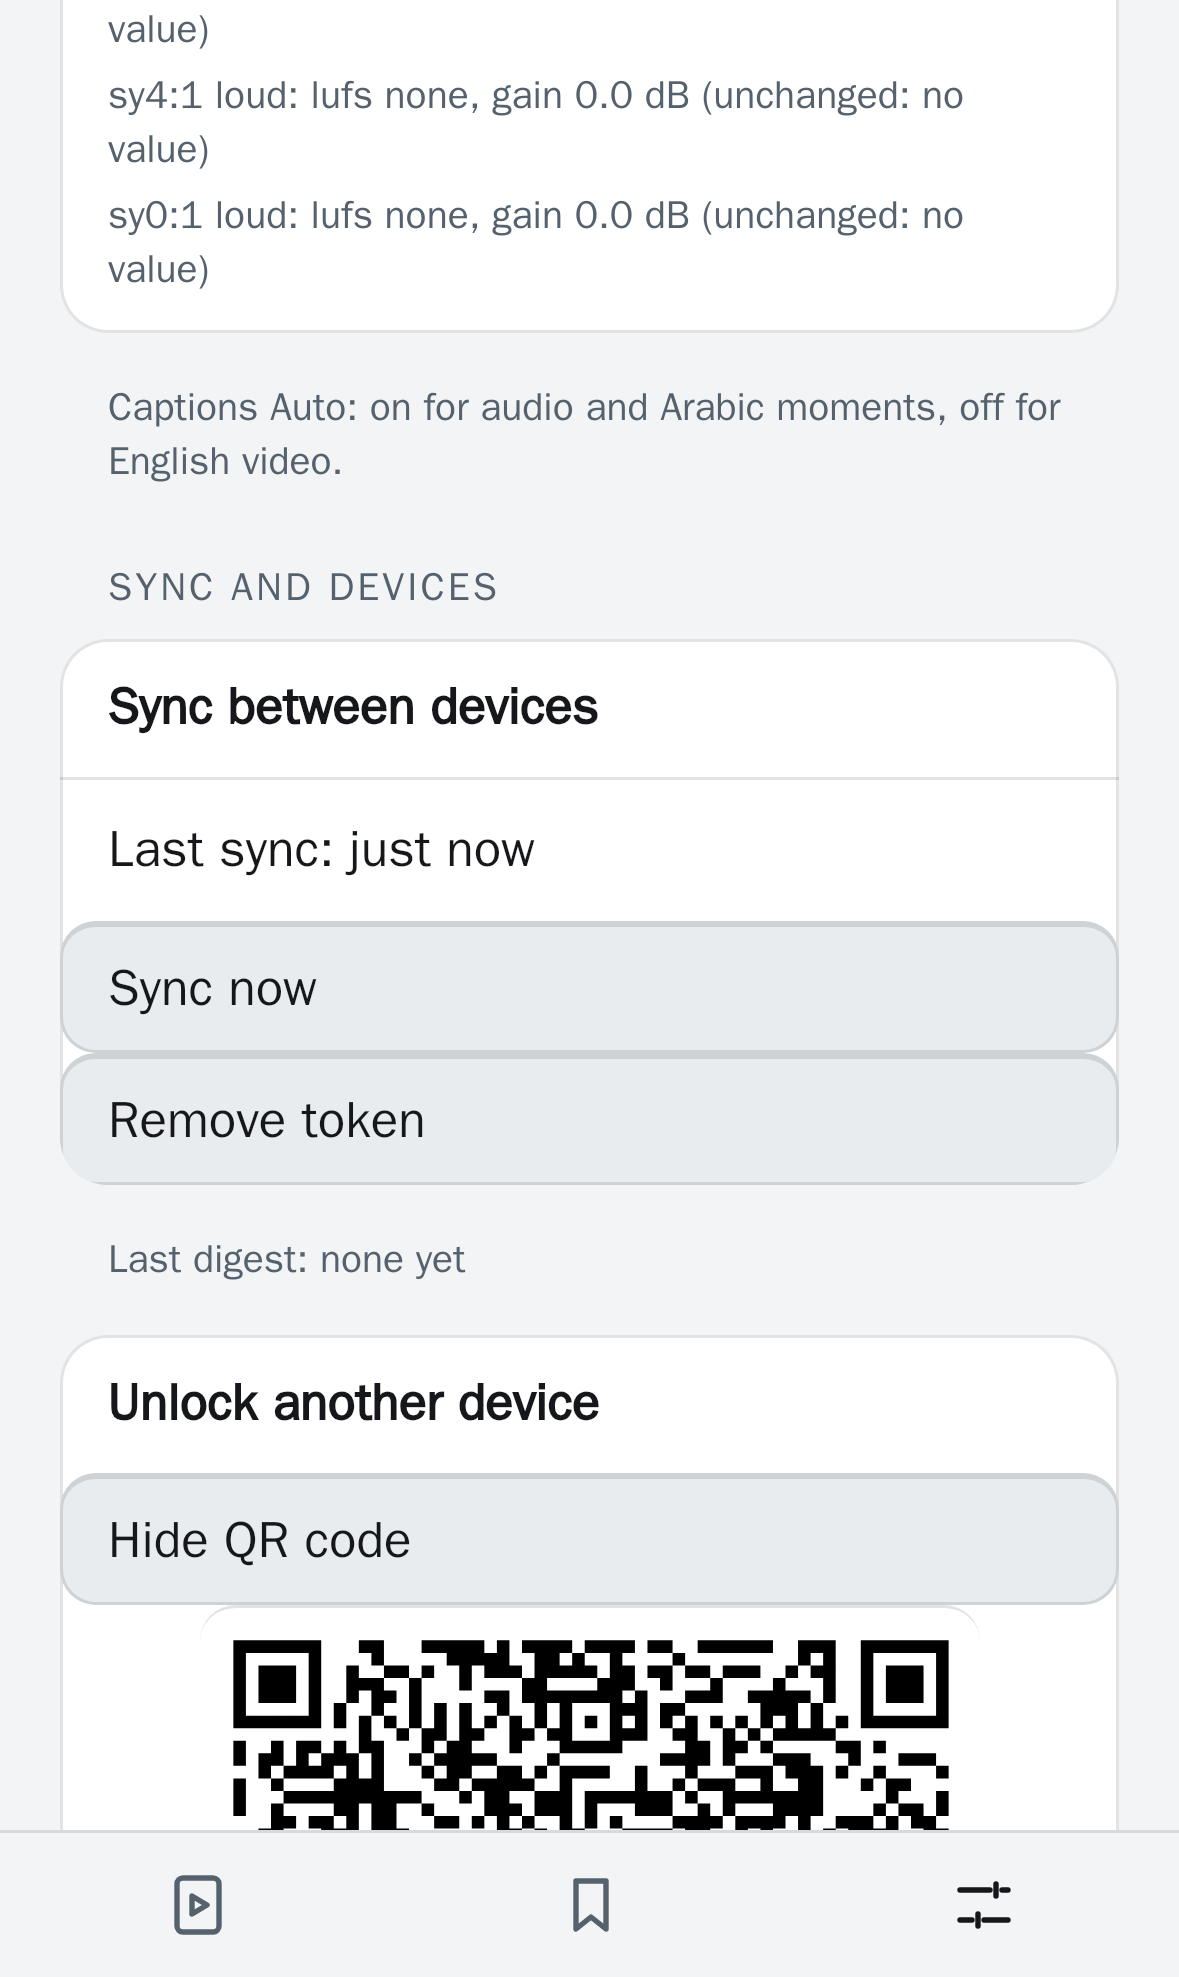 value)
sy4:1 loud: lufs none, gain 0.0 dB (unchanged: no
value)
sy0:1 loud: lufs none, gain 0.0 dB (unchanged: no
value)
Captions Auto: on for audio and Arabic moments, off for
English video.
SYNC AND DEVICES
Sync between devices
Last sync: just now
Sync now
Remove token
Last digest: none yet
Unlock another device
Hide QR code